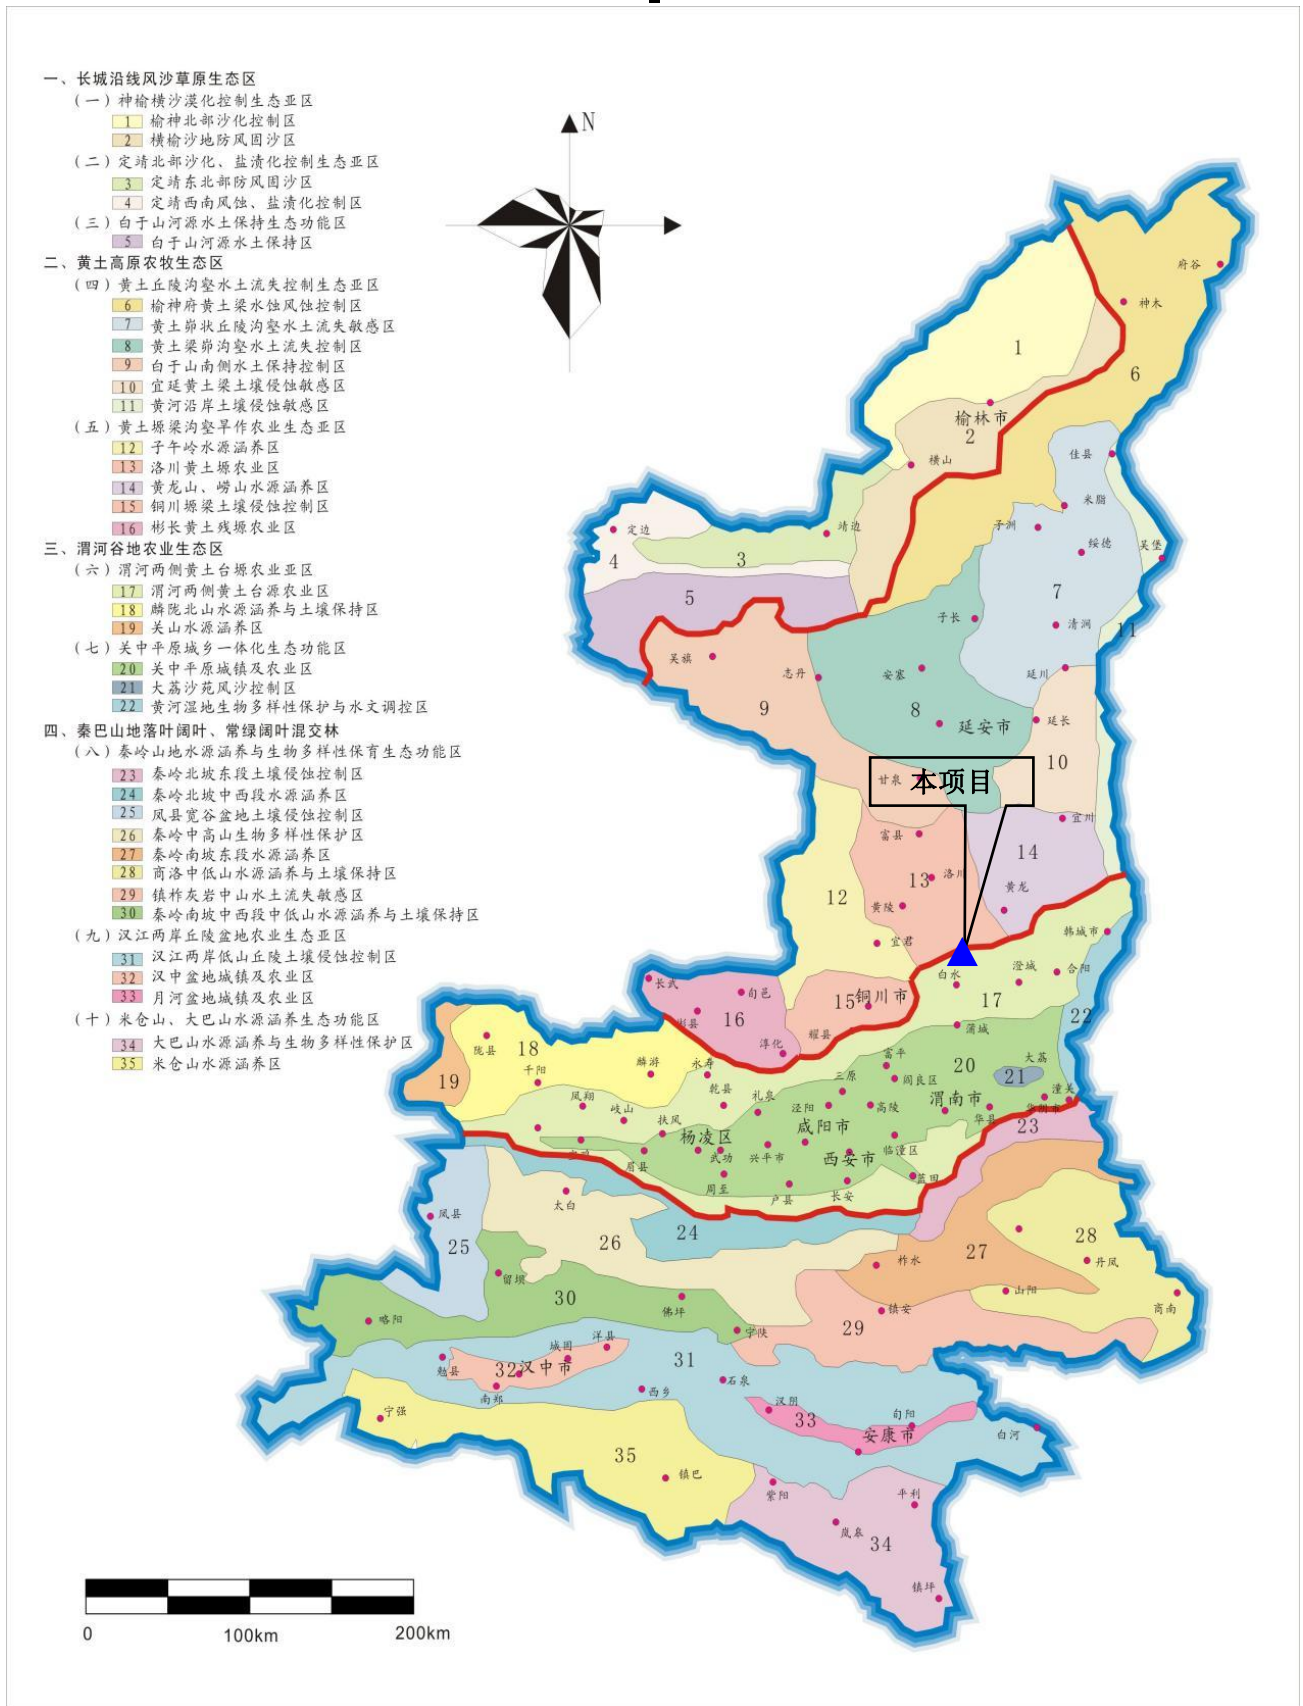 一、长城沿线风沙草原生态区
(一)神榆横沙漠化控制生态亚区
1 榆神北部沙化控制区
2 横榆沙地防风固沙区
(二)定靖北部沙化、盐渍化控制生态亚区
3 定靖东北部防风固沙区
4 定靖西南风蚀、盐渍化控制区
(三)白于山河源水土保持生态功能区
5 白于山河源水土保持区
二、黄土高原农牧生态区
(四)黄土丘陵沟壑水土流失控制生态亚区
6 榆神府黄土梁水蚀风蚀控制区
7 黄土峁状丘陵沟壑水土流失敏感区
8 黄土梁峁沟壑水土流失控制区
9 白于山南侧水土保持控制区
10 宜延黄土梁土壤侵蚀敏感区
11 黄河沿岸土壤侵蚀敏感区
(五)黄土塬梁沟壑旱作农业生态亚区
12 子午岭水源涵养区
13 洛川黄土塬农业区
14 黄龙山、崂山水源涵养区
15 铜川塬梁土壤侵蚀控制区
16 彬长黄土残塬农业区
三、渭河谷地农业生态区
(六)渭河两侧黄土台塬农业亚区
17 渭河两侧黄土台源农业区
18 麟陇北山水源涵养与土壤保持区
19 关山水源涵养区
(七)关中平原城乡一体化生态功能区
20 关中平原城镇及农业区
21 大荔沙苑风沙控制区
22 黄河湿地生物多样性保护与水文调控区
四、秦巴山地落叶阔叶、常绿阔叶混交林
(八)秦岭山地水源涵养与生物多样性保育生态功能区
23 秦岭北坡东段土壤侵蚀控制区
24 秦岭北坡中西段水源涵养区
25 凤县宽谷盆地土壤侵蚀控制区
26 秦岭中高山生物多样性保护区
27 秦岭南坡东段水源涵养区
28 商洛中低山水源涵养与土壤保持区
29 镇柞灰岩中山水土流失敏感区
30 秦岭南坡中西段中低山水源涵养与土壤保持区
(九)汉江两岸丘陵盆地农业生态亚区
31 汉江两岸低山丘陵土壤侵蚀控制区
32 汉中盆地城镇及农业区
33 月河盆地城镇及农业区
(十)米仓山、大巴山水源涵养生态功能区
34 大巴山水源涵养与生物多样性保护区
35 米仓山水源涵养区
N
府谷
神木
1
6
榆林市
2
佳县
横山
米脂
子洲
靖边
定边
绥德
吴堡
3
4
7
5
子长
清涧
11
吴旗
志丹
安塞
延川
9
8
延安市
延长
10
甘泉
本项目
宜川
富县
14
13
洛川
黄龙
12
黄陵
韩城市
宜君
白水
澄城
合阳
长武
旬邑
15
铜川市
17
16
彬县
耀县
蒲城
22
淳化
陇县
18
富平
20
大荔
千阳
麟游
永寿
三原
阎良区
21
19
乾县
礼泉
潼关
凤翔
岐山
泾阳
高陵
渭南市
华阴市
扶风
杨凌区
咸阳市
华县
23
宝鸡
眉县
武功
兴平市
西安市
临潼区
周至
户县
长安
蓝田
太白
凤县
24
28
25
26
27
柞水
丹凤
留坝
30
佛坪
山阳
商南
略阳
镇安
宁陕
29
洋县
城固
31
勉县
32
汉中市
石泉
南郑
西乡
汉阴
宁强
33
旬阳
安康市
白河
35
镇巴
紫阳
平利
岚皋
34
镇坪
0
100km
200km